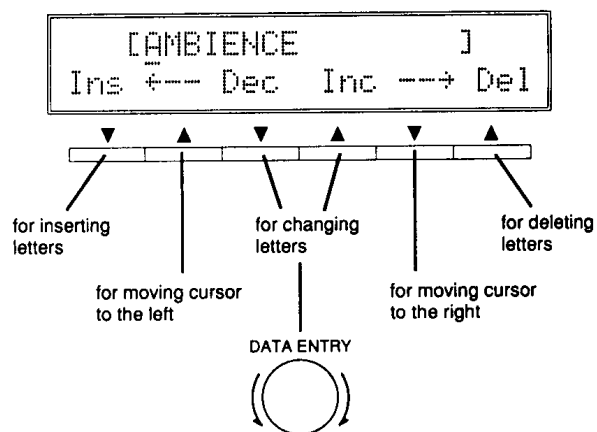 [AMBIENCE ]
Ins ←-- Dec Inc --→ Del
▼ ▲ ▼ ▲ ▼ ▲
for inserting
letters
for moving cursor
to the left
for changing
letters
for moving cursor
to the right
for deleting
letters
DATA ENTRY